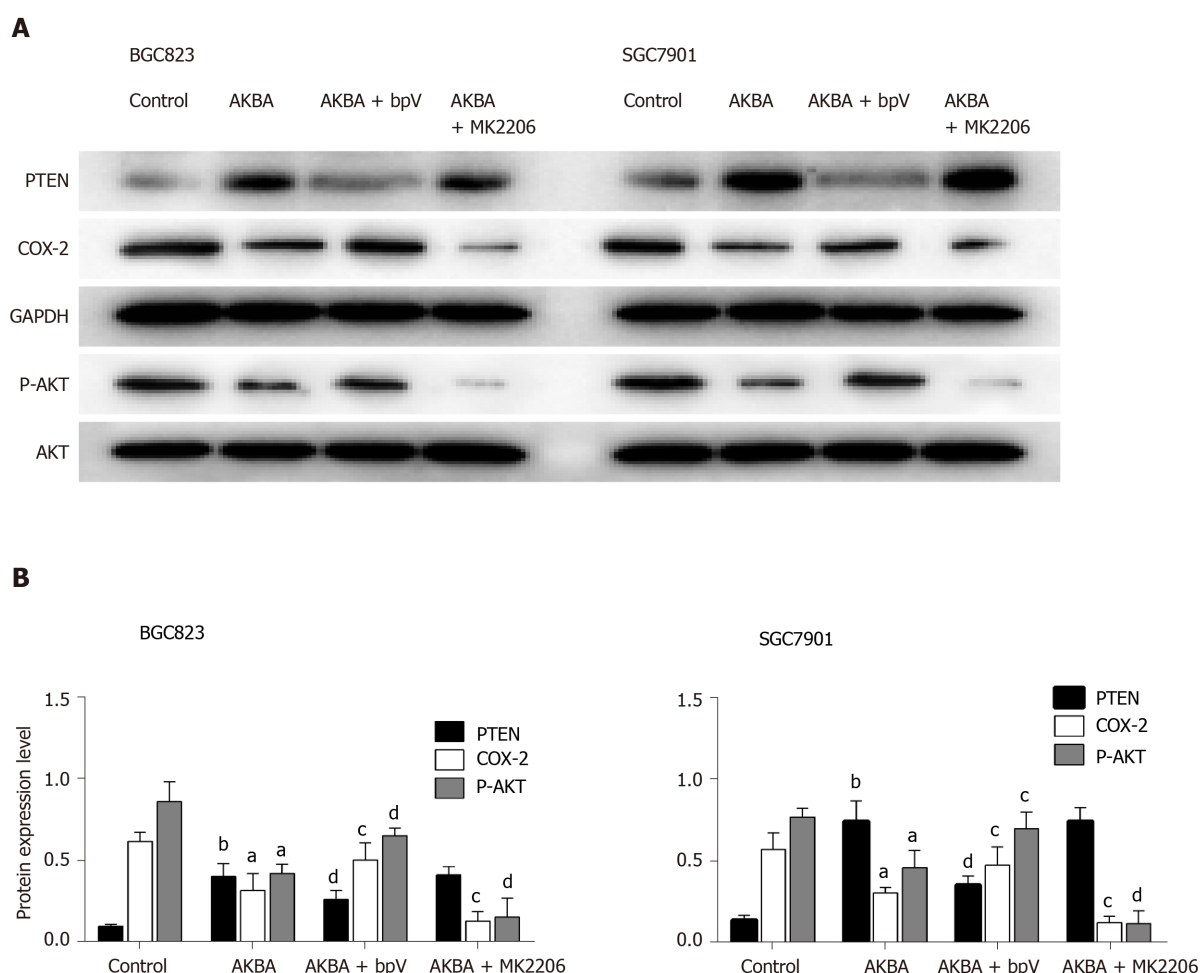 A
BGC823
SGC7901
Control AKBA AKBA + bpV AKBA + MK2206 Control AKBA AKBA + bpV AKBA + MK2206
PTEN
COX-2
GAPDH
P-AKT
AKT
B
BGC823
Protein expression level
1.5
1.0
0.5
0.0
PTEN
COX-2
P-AKT
b a a
d c d
c d
Control AKBA AKBA + bpV AKBA + MK2206
SGC7901
1.5
1.0
0.5
0.0
PTEN
COX-2
P-AKT
b a a
d c c
c d
Control AKBA AKBA + bpV AKBA + MK2206